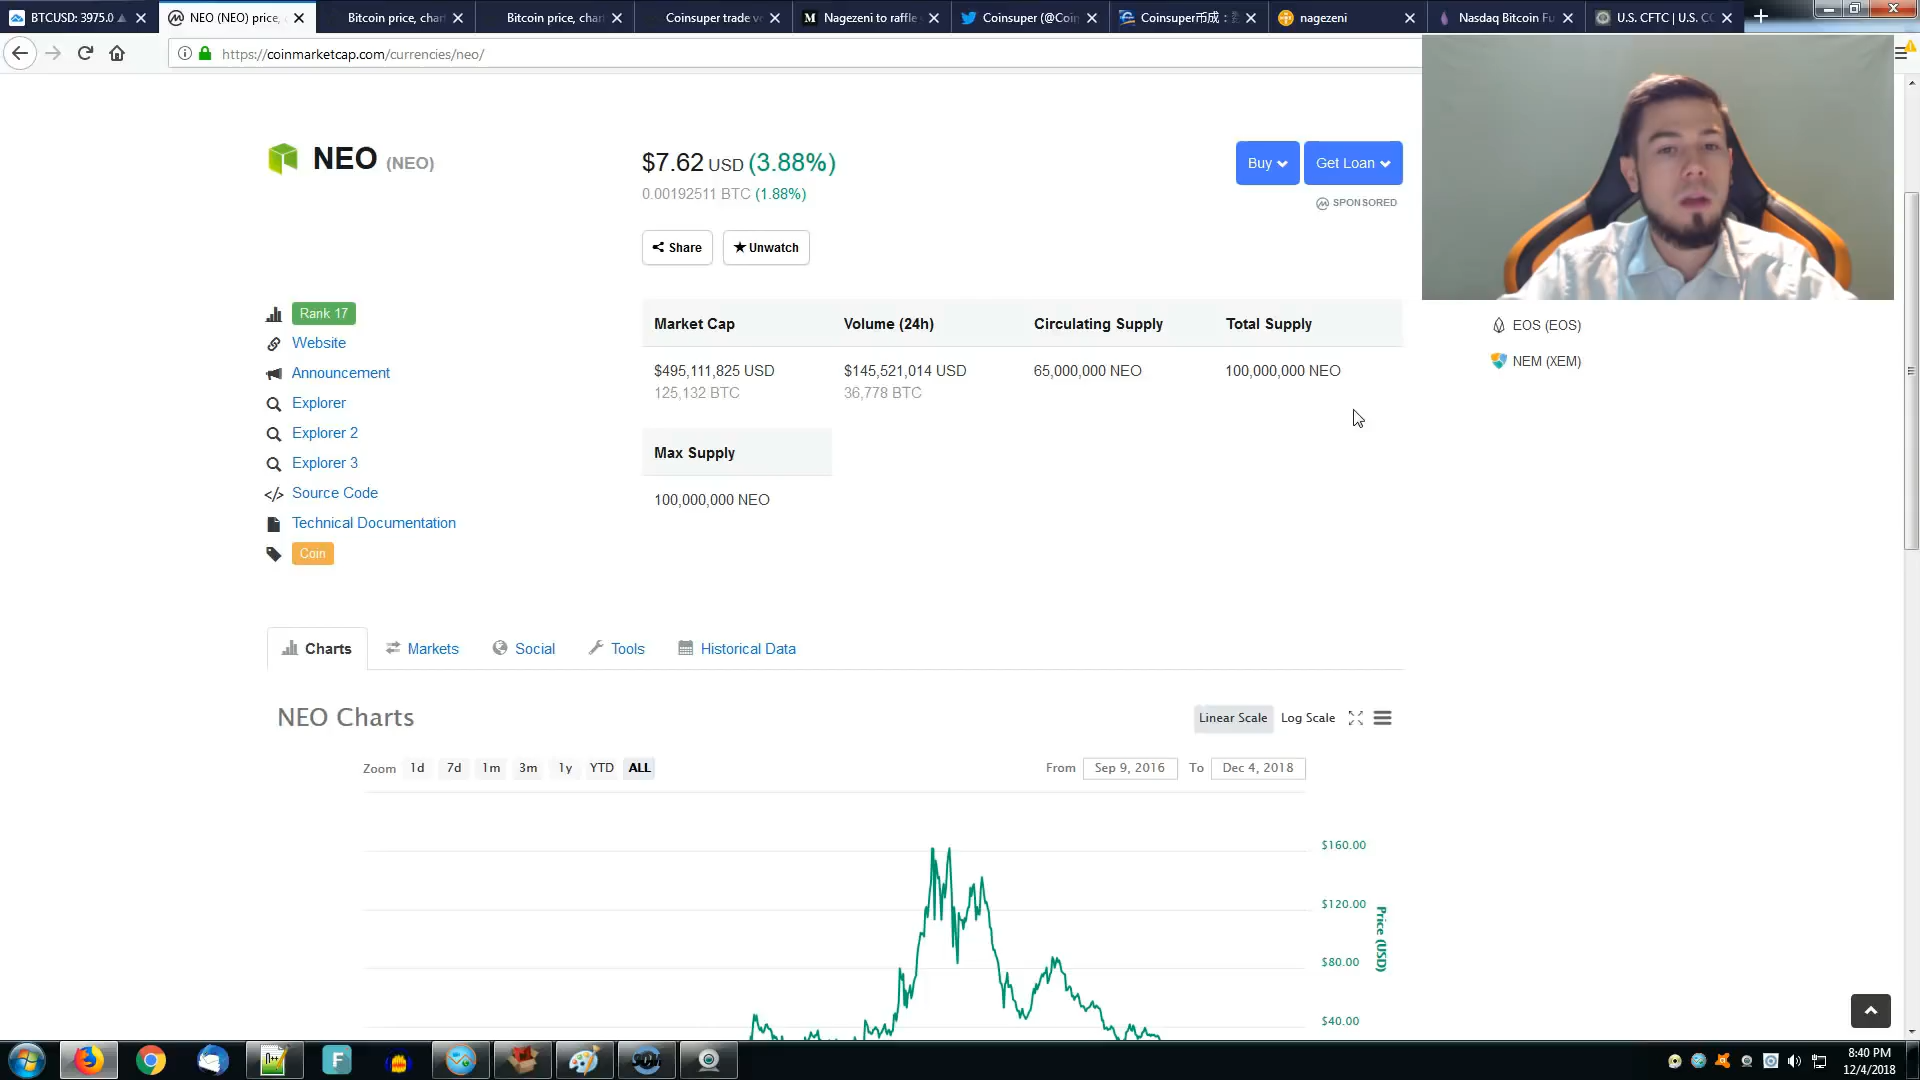 BTCUSD: 3975.0 ▲
NEO (NEO) price,
Bitcoin price, char
Bitcoin price, char
Coinsuper trade vo
Nagezeni to raffle
Coinsuper (@Coin
Coinsuper币成：
nagezeni
Nasdaq Bitcoin Fu
U.S. CFTC | U.S. CO
https://coinmarketcap.com/currencies/neo/
NEO (NEO)
$7.62 USD (3.88%)
0.00192511 BTC (1.88%)
Buy
Get Loan
SPONSORED
Share
Unwatch
Rank 17
Website
Announcement
Explorer
Explorer 2
Explorer 3
Source Code
Technical Documentation
Coin
Market Cap Volume (24h) Circulating Supply Total Supply
$495,111,825 USD $145,521,014 USD 65,000,000 NEO 100,000,000 NEO
125,132 BTC 36,778 BTC
Max Supply
100,000,000 NEO
EOS (EOS)
NEM (XEM)
Charts Markets Social Tools Historical Data
NEO Charts
Linear Scale Log Scale
Zoom 1d 7d 1m 3m 1y YTD ALL
From Sep 9, 2016 To Dec 4, 2018
$160.00
$120.00
$80.00
$40.00
Price (USD)
8:40 PM
12/4/2018